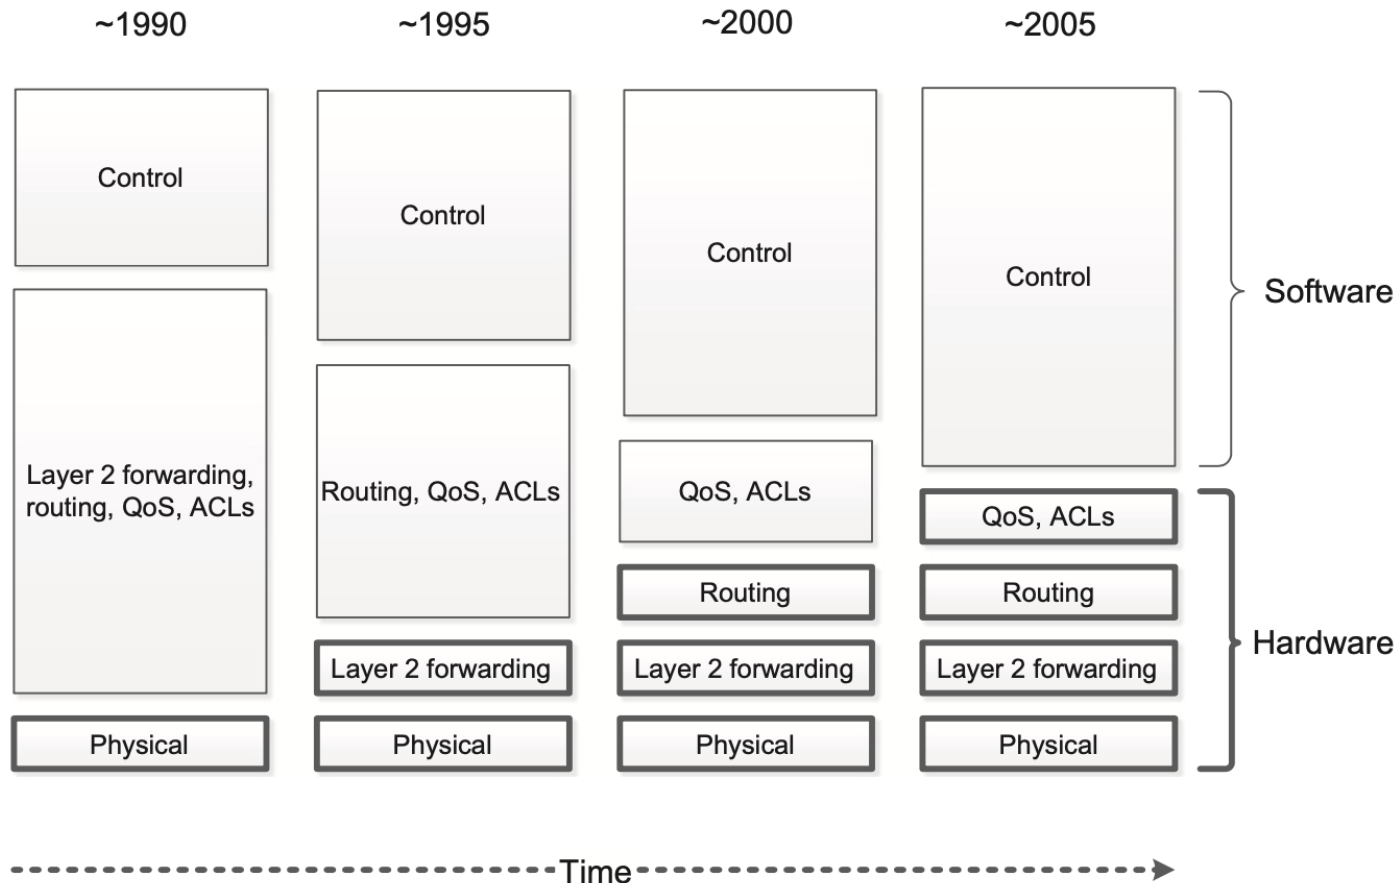 ~1990
~1995
~2000
~2005
Control
Control
Control
Control
Software
Layer 2 forwarding,
routing, QoS, ACLs
Routing, QoS, ACLs
QoS, ACLs
QoS, ACLs
Routing
Routing
Hardware
Layer 2 forwarding
Layer 2 forwarding
Layer 2 forwarding
Physical
Physical
Physical
Physical
Time